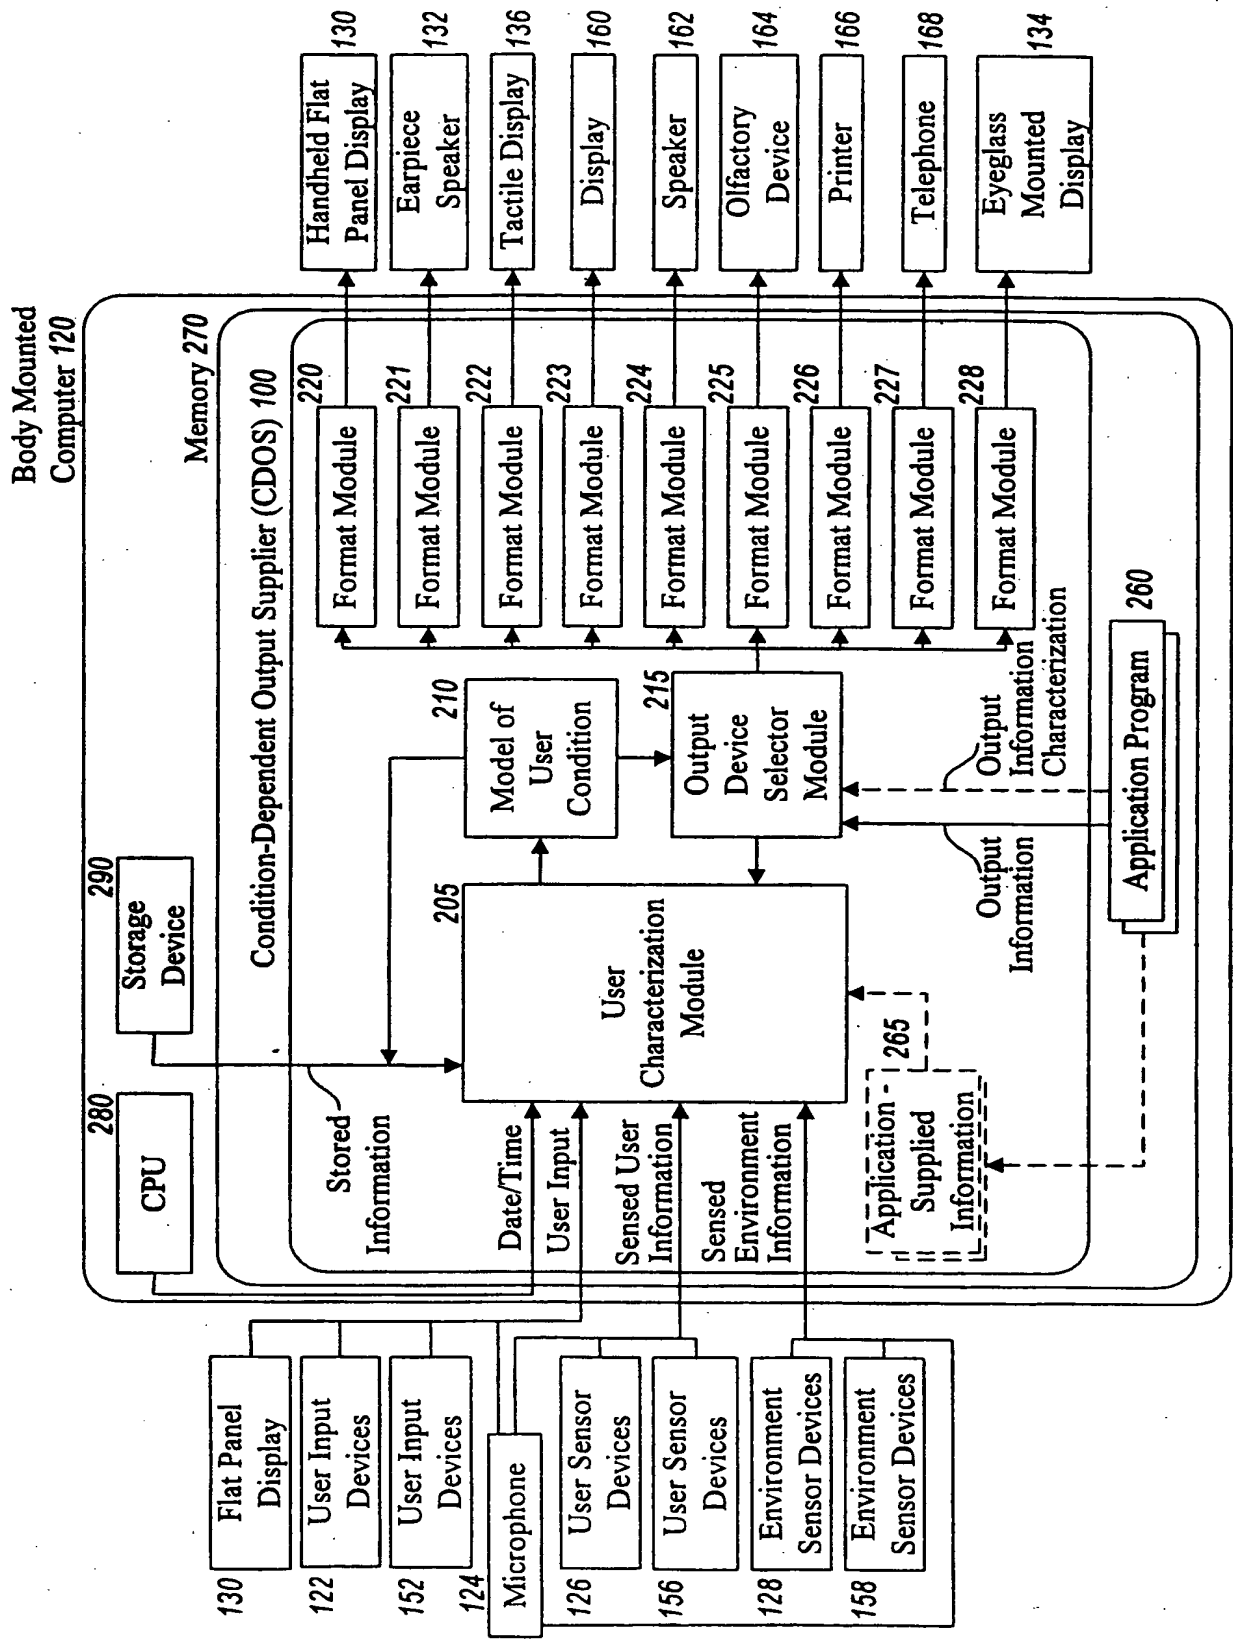 Body Mounted
Computer 120
CPU
280
Storage
Device
290
Memory 270
Condition-Dependent Output Supplier (CDOS) 100
Flat Panel
Display
130
User Input
Devices
122
User Input
Devices
152
Microphone
124
User Sensor
Devices
126
User Sensor
Devices
156
Environment
Sensor Devices
128
Environment
Sensor Devices
158
Stored
Information
Date/Time
User Input
Sensed User
Information
Sensed
Environment
Information
Application -
Supplied
Information
265
User
Characterization
Module
205
Model of
User
Condition
210
Output
Device
Selector
Module
215
Output
Information
Output
Information
Characterization
Application Program
260
Format Module
220
Format Module
221
Format Module
222
Format Module
223
Format Module
224
Format Module
225
Format Module
226
Format Module
227
Format Module
228
Handheld Flat
Panel Display
130
Earpiece
Speaker
132
Tactile Display
136
Display
160
Speaker
162
Olfactory
Device
164
Printer
166
Telephone
168
Eyeglass
Mounted
Display
134